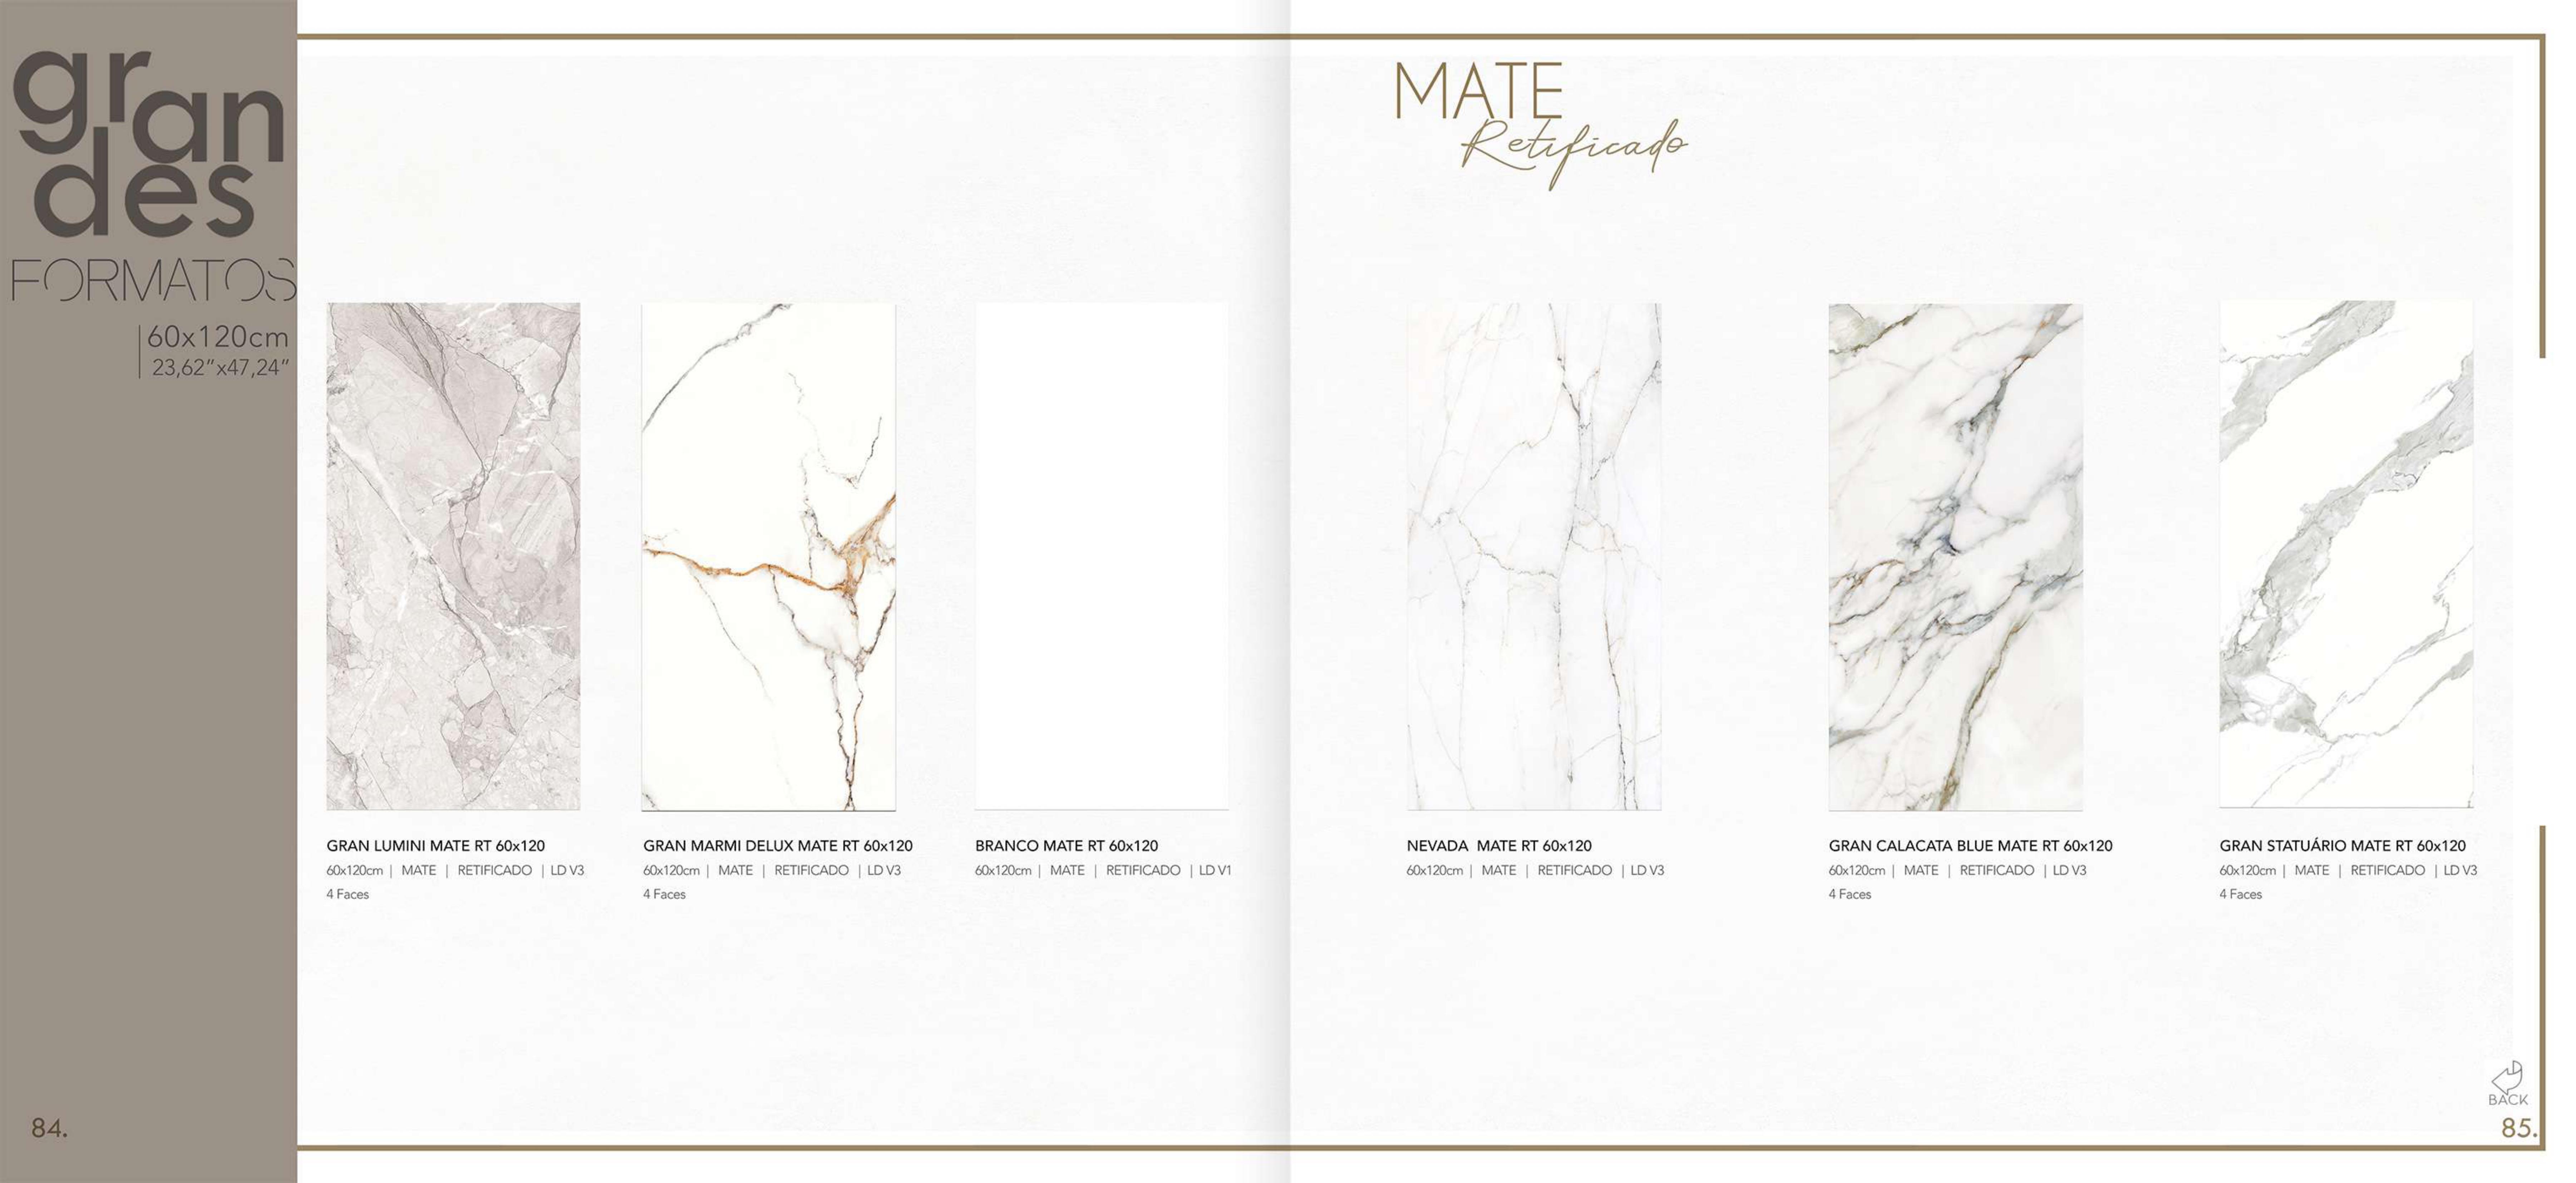 gran
des
FORMATOS
60x120cm
23,62”x47,24”
MATE
Retificado
GRAN LUMINI MATE RT 60x120
60x120cm | MATE | RETIFICADO | LD V3
4 Faces
GRAN MARMI DELUX MATE RT 60x120
60x120cm | MATE | RETIFICADO | LD V3
4 Faces
BRANCO MATE RT 60x120
60x120cm | MATE | RETIFICADO | LD V1
NEVADA MATE RT 60x120
60x120cm | MATE | RETIFICADO | LD V3
GRAN CALACATA BLUE MATE RT 60x120
60x120cm | MATE | RETIFICADO | LD V3
4 Faces
GRAN STATUÁRIO MATE RT 60x120
60x120cm | MATE | RETIFICADO | LD V3
4 Faces
84.
BACK
85.